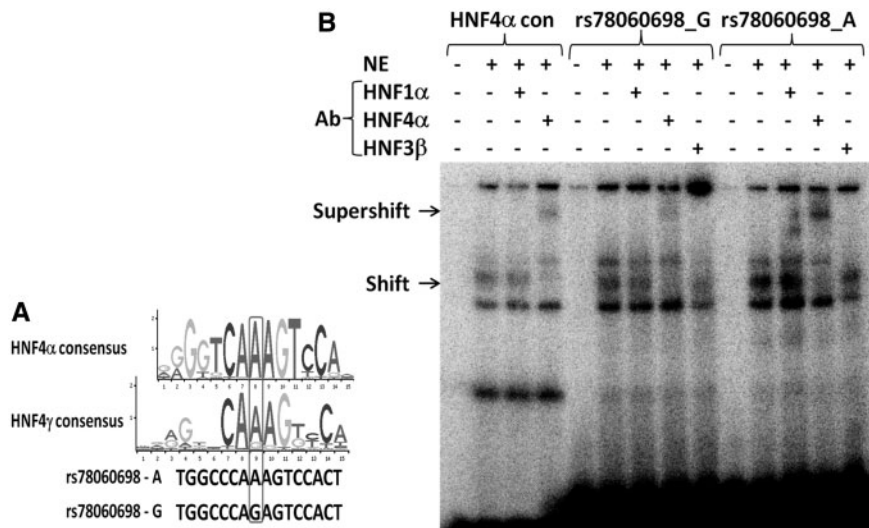 B
HNF4α con rs78060698_G rs78060698_A
NE - + + + - + + + + - + + + +
Ab
HNF1α - - + - - - + - - - - + - -
HNF4α - - - + - - - + - - - - + -
HNF3β - - - - - - - - + - - - - +
Supershift →
Shift →
A
HNF4α consensus
HNF4γ consensus
rs78060698 - A TGGCCCAAAGTCCACT
rs78060698 - G TGGCCCAGAGTCCACT